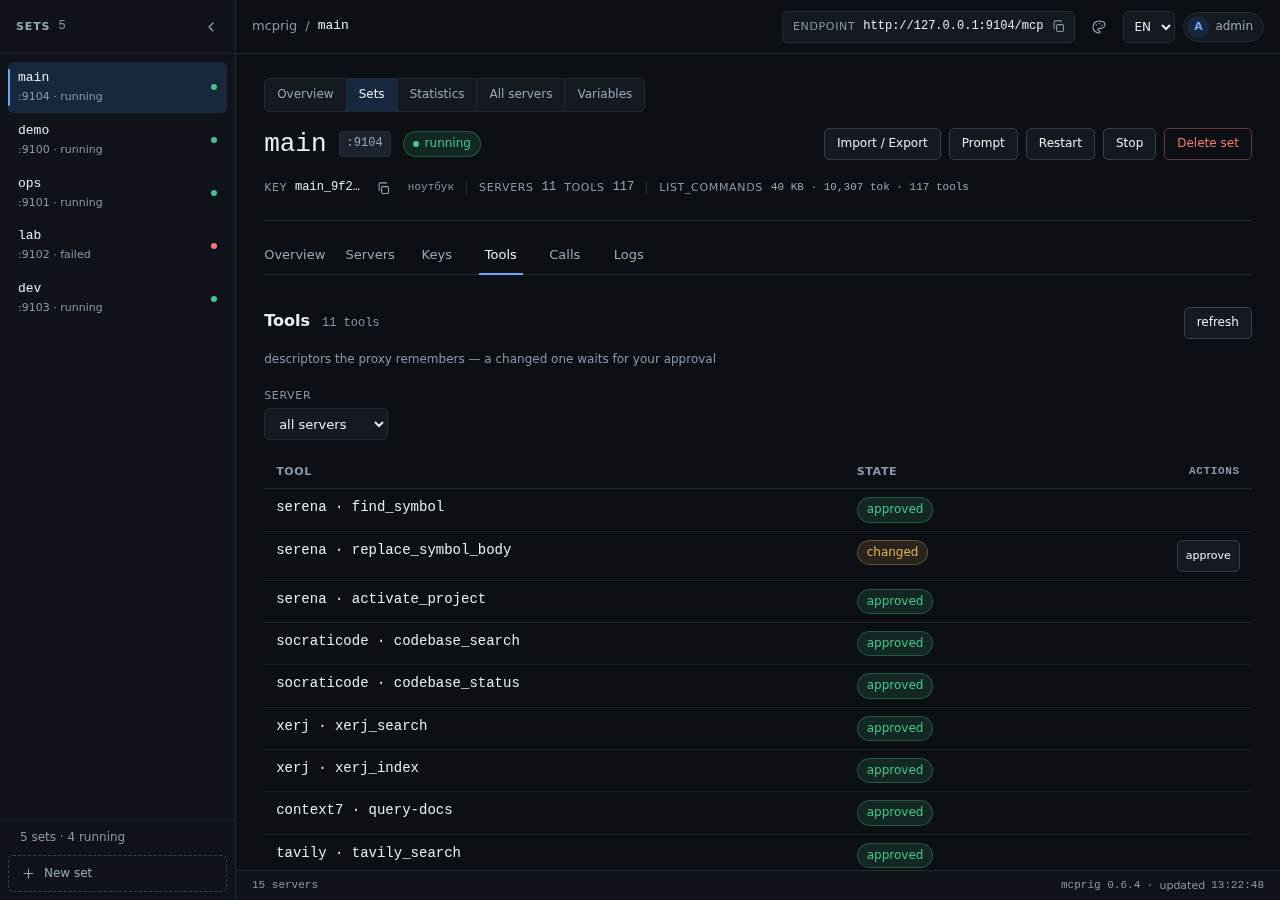 SETS 5
mcprig / main
ENDPOINT http://127.0.0.1:9104/mcp
EN
A admin
main
:9104 · running
demo
:9100 · running
ops
:9101 · running
lab
:9102 · failed
dev
:9103 · running
5 sets · 4 running
New set
Overview Sets Statistics All servers Variables
main :9104 running
Import / Export Prompt Restart Stop Delete set
KEY main_9f2… ноутбук SERVERS 11 TOOLS 117 LIST_COMMANDS 40 KB · 10,307 tok · 117 tools
Overview Servers Keys Tools Calls Logs
Tools 11 tools
refresh
descriptors the proxy remembers — a changed one waits for your approval
SERVER
all servers
TOOL STATE ACTIONS
serena · find_symbol approved
serena · replace_symbol_body changed approve
serena · activate_project approved
socraticode · codebase_search approved
socraticode · codebase_status approved
xerj · xerj_search approved
xerj · xerj_index approved
context7 · query-docs approved
tavily · tavily_search approved
15 servers
mcprig 0.6.4 · updated 13:22:48